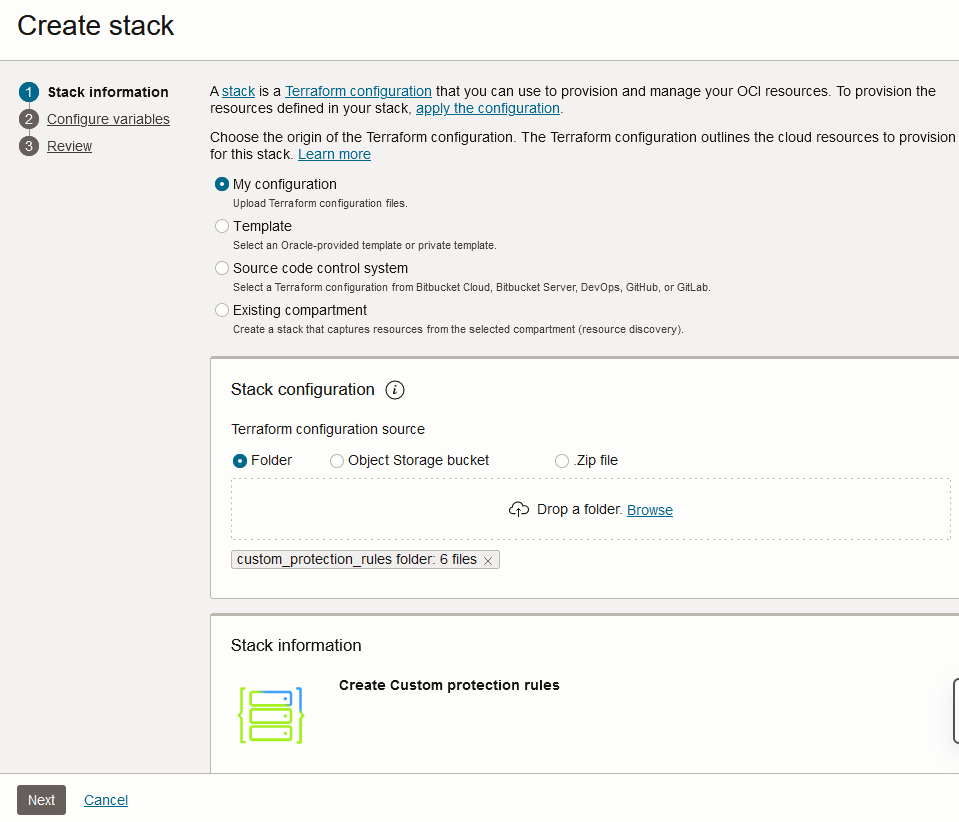 Create stack
1 Stack information
2 Configure variables
3 Review
A stack is a Terraform configuration that you can use to provision and manage your OCI resources. To provision the
resources defined in your stack, apply the configuration.
Choose the origin of the Terraform configuration. The Terraform configuration outlines the cloud resources to provision
for this stack. Learn more
My configuration
Upload Terraform configuration files.
Template
Select an Oracle-provided template or private template.
Source code control system
Select a Terraform configuration from Bitbucket Cloud, Bitbucket Server, DevOps, GitHub, or GitLab.
Existing compartment
Create a stack that captures resources from the selected compartment (resource discovery).
Stack configuration i
Terraform configuration source
Folder Object Storage bucket .Zip file
Drop a folder. Browse
custom_protection_rules folder: 6 files ×
Stack information
Create Custom protection rules
Next Cancel